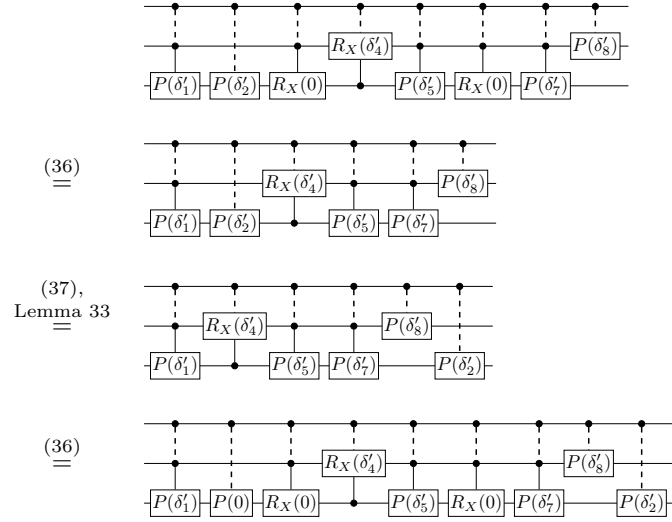 R_X(δ′_4) P(δ′_8)
P(δ′_1) P(δ′_2) R_X(0) P(δ′_5) R_X(0) P(δ′_7)
(36)
=
R_X(δ′_4) P(δ′_8)
P(δ′_1) P(δ′_2) P(δ′_5) P(δ′_7)
(37),
Lemma 33
=
R_X(δ′_4) P(δ′_8)
P(δ′_1) P(δ′_5) P(δ′_7) P(δ′_2)
(36)
=
R_X(δ′_4) P(δ′_8)
P(δ′_1) P(0) R_X(0) P(δ′_5) R_X(0) P(δ′_7) P(δ′_2)